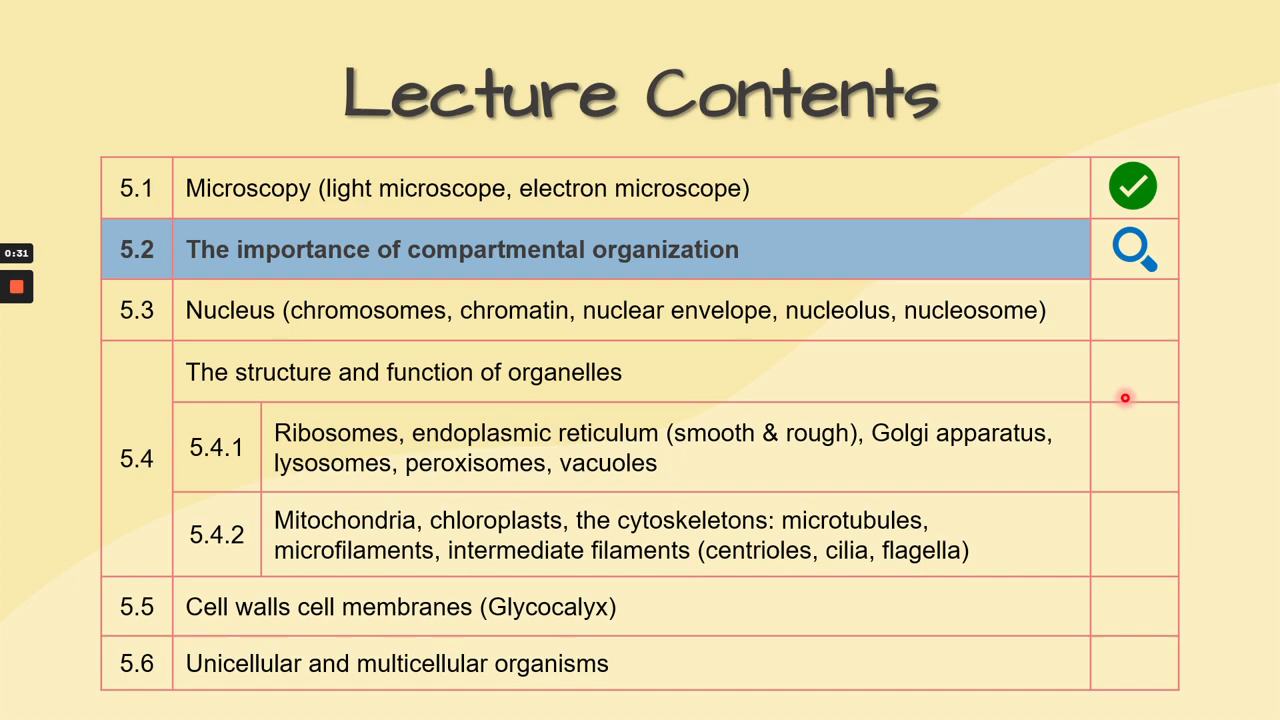 Lecture Contents
5.1 Microscopy (light microscope, electron microscope)
0:31
5.2 The importance of compartmental organization
5.3 Nucleus (chromosomes, chromatin, nuclear envelope, nucleolus, nucleosome)
5.4 The structure and function of organelles
5.4.1 Ribosomes, endoplasmic reticulum (smooth & rough), Golgi apparatus,
lysosomes, peroxisomes, vacuoles
5.4.2 Mitochondria, chloroplasts, the cytoskeletons: microtubules,
microfilaments, intermediate filaments (centrioles, cilia, flagella)
5.5 Cell walls cell membranes (Glycocalyx)
5.6 Unicellular and multicellular organisms